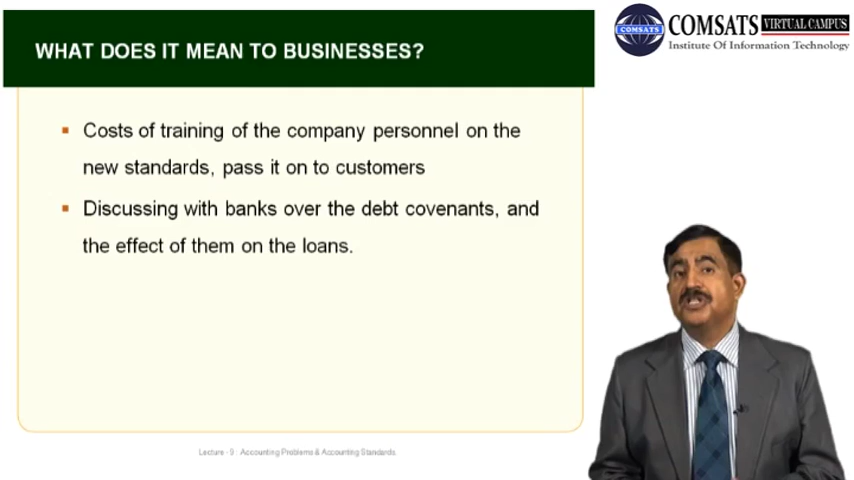 WHAT DOES IT MEAN TO BUSINESSES?
COMSATS
COMSATS VIRTUAL CAMPUS
Institute Of Information Technology
Costs of training of the company personnel on the
new standards, pass it on to customers
Discussing with banks over the debt covenants, and
the effect of them on the loans.
Lecture - 9 : Accounting Problems & Accounting Standards.